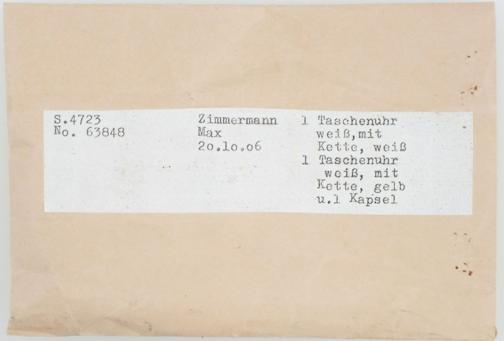 S.4723
No. 63848
Zimmermann
Max
20.10.06
1 Taschenuhr
weiß,mit
Kette, weiß
1 Taschenuhr
weiß, mit
Kette, gelb
u.1 Kapsel